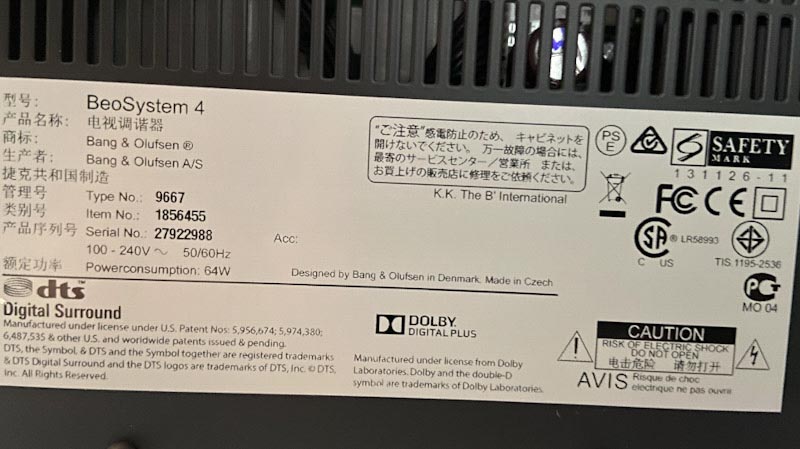 型号: BeoSystem 4
产品名称: 电视调谐器
商标: Bang & Olufsen ®
生产者: Bang & Olufsen A/S
捷克共和国制造
管理号 Type No.: 9667
类别号 Item No.: 1856455
产品序列号 Serial No.: 27922988
100 - 240V ~ 50/60Hz
Acc:
额定功率 Powerconsumption: 64W
Designed by Bang & Olufsen in Denmark. Made in Czech
"ご注意"感電防止のため、キャビネットを
開けないでください。万一故障の場合には、
最寄のサービスセンター/営業所 または、
お買上げの販売店に修理をご依頼ください。
K.K. The B' International
PS E
SAFETY
MARK
131126-11
FC CE
SA ® LR58993
C US
TIS. 1195-2536
MO 04
dts™
Digital Surround
Manufactured under license under U.S. Patent Nos: 5,956,674; 5,974,380;
6,487,535 & other U.S. and worldwide patents issued & pending.
DTS, the Symbol, & DTS and the Symbol together are registered trademarks
& DTS Digital Surround and the DTS logos are trademarks of DTS, Inc. © DTS,
Inc. All Rights Reserved.
DOLBY.
DIGITAL PLUS
Manufactured under license from Dolby
Laboratories. Dolby and the double-D
symbol are trademarks of Dolby Laboratories.
CAUTION
RISK OF ELECTRIC SHOCK
DO NOT OPEN
电击危险 请勿打开
AVIS Risque de choc
electrique ne pas ouvrir